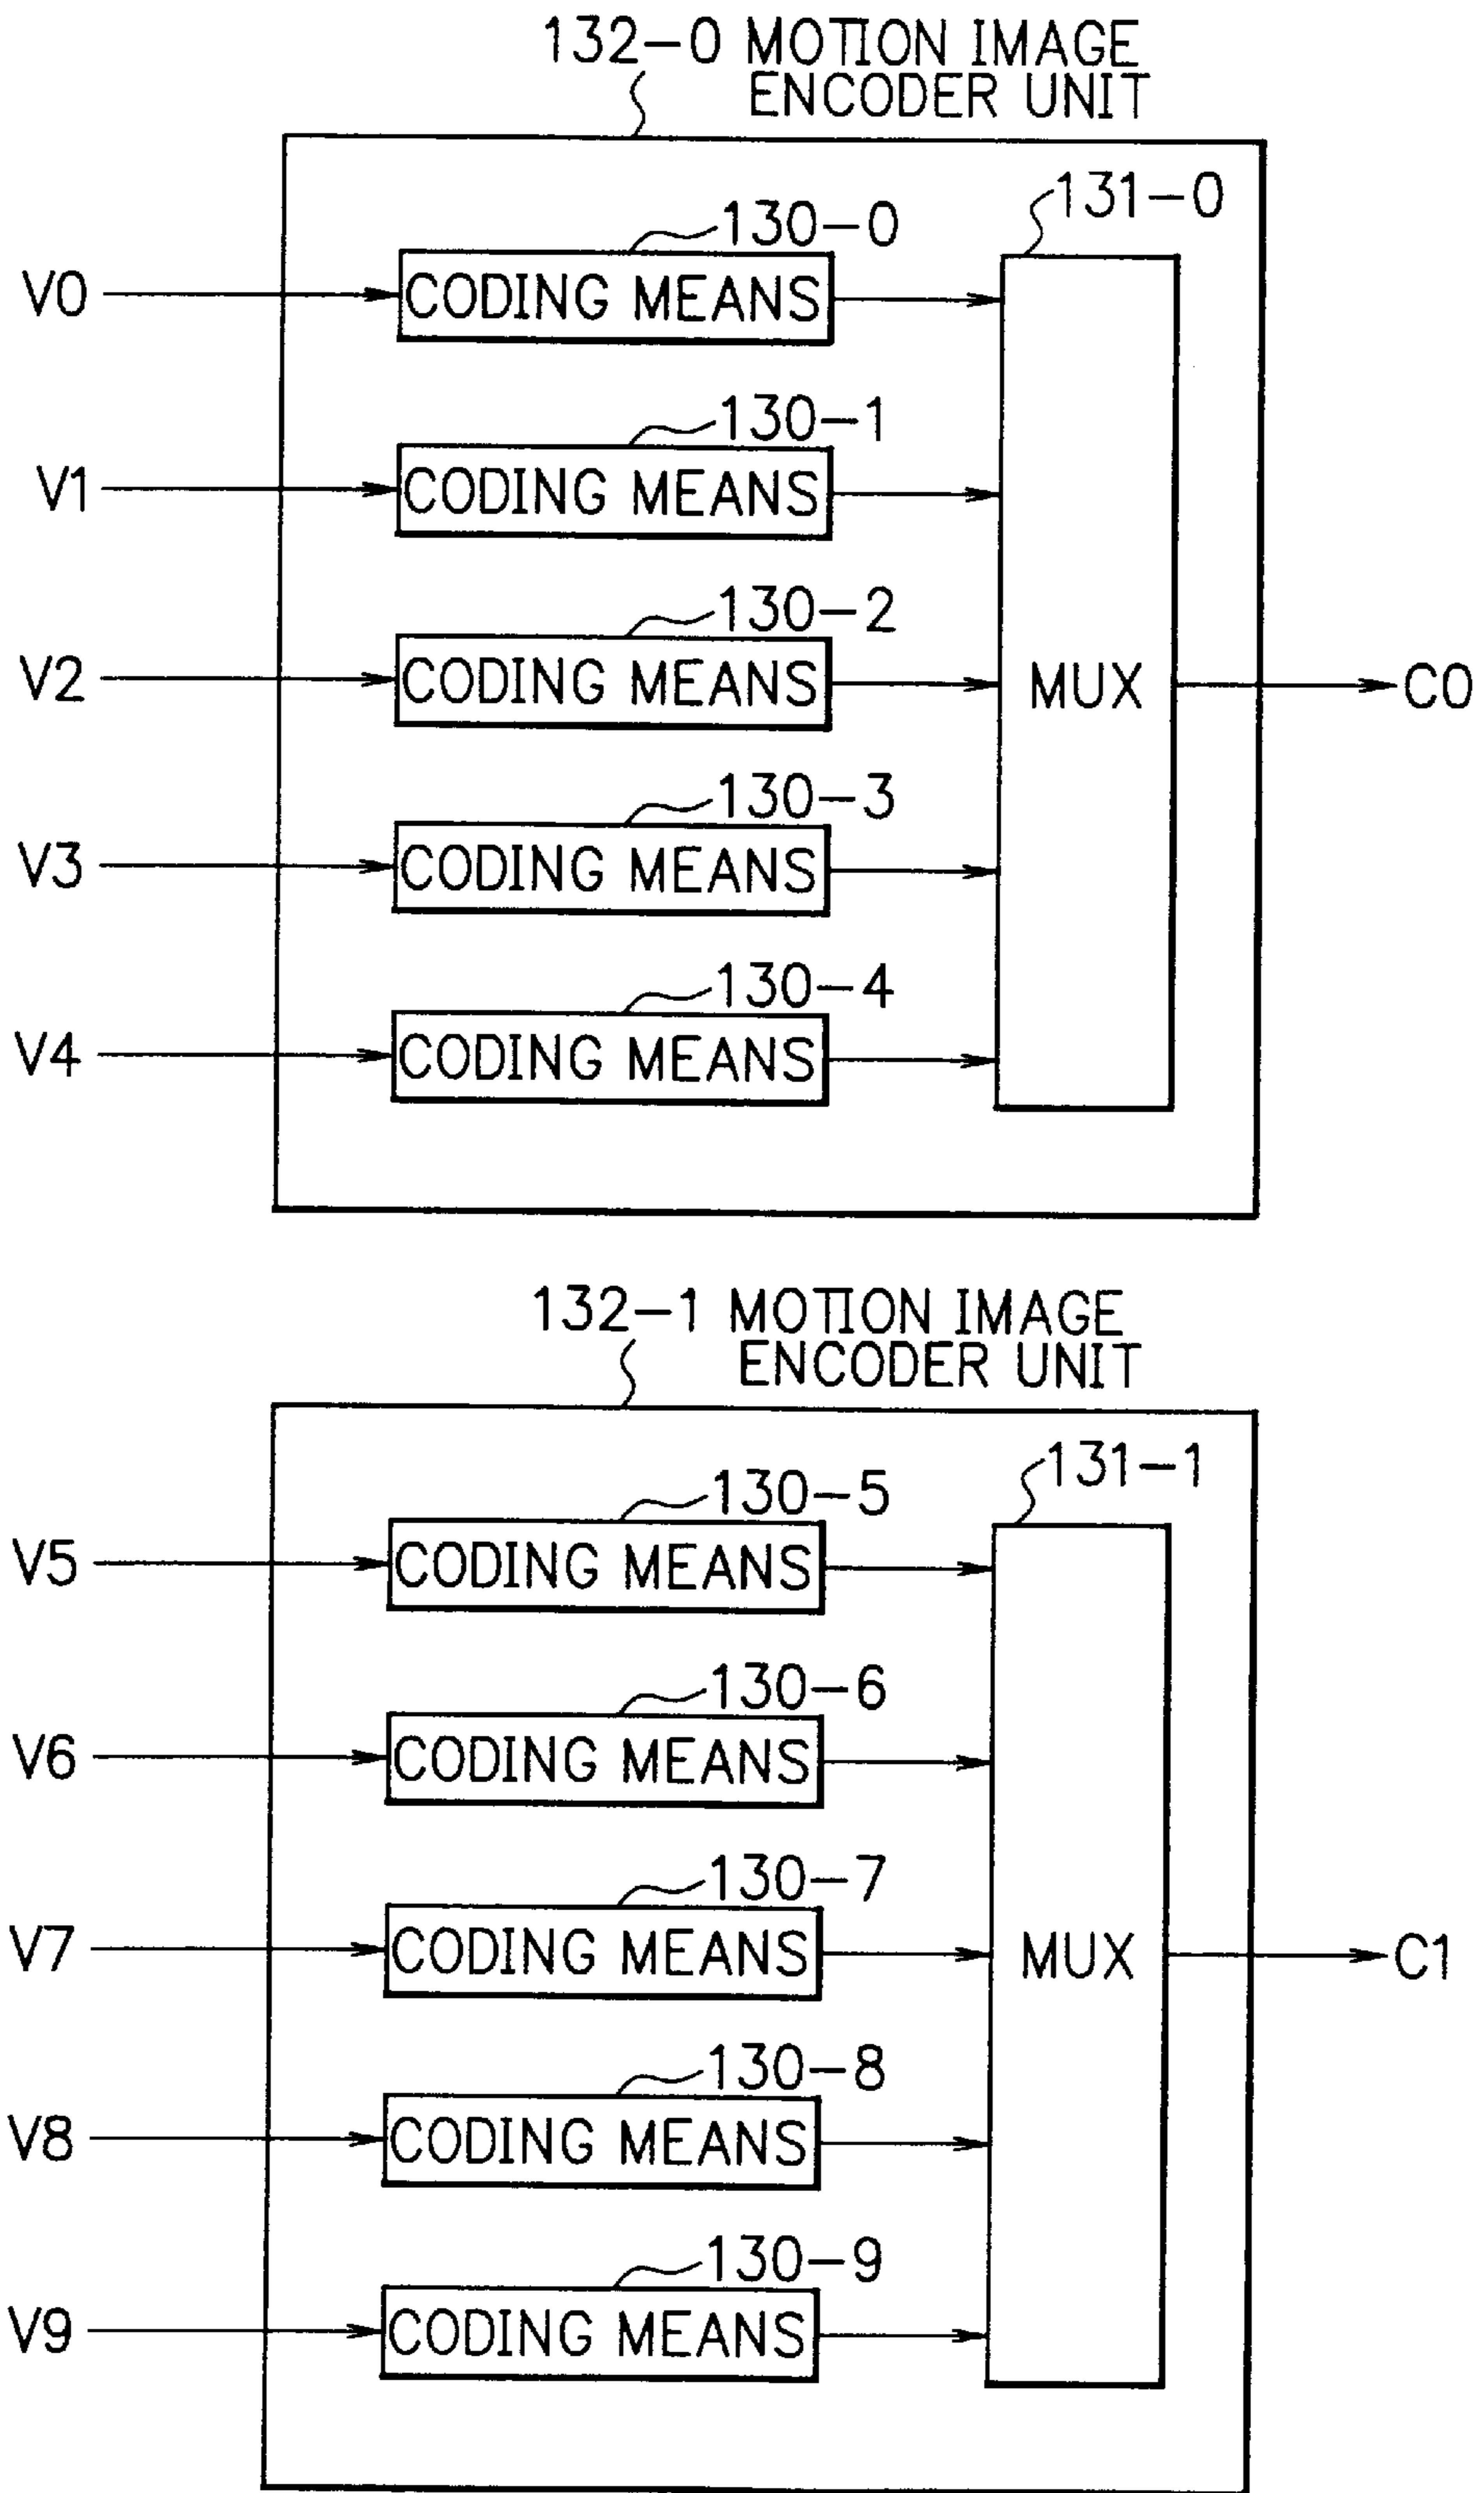 132-0 MOTION IMAGE
ENCODER UNIT
131-0
130-0
V0
CODING MEANS
130-1
V1
CODING MEANS
130-2
V2
CODING MEANS
MUX
C0
130-3
V3
CODING MEANS
130-4
V4
CODING MEANS
132-1 MOTION IMAGE
ENCODER UNIT
131-1
130-5
V5
CODING MEANS
130-6
V6
CODING MEANS
130-7
V7
CODING MEANS
MUX
C1
130-8
V8
CODING MEANS
130-9
V9
CODING MEANS